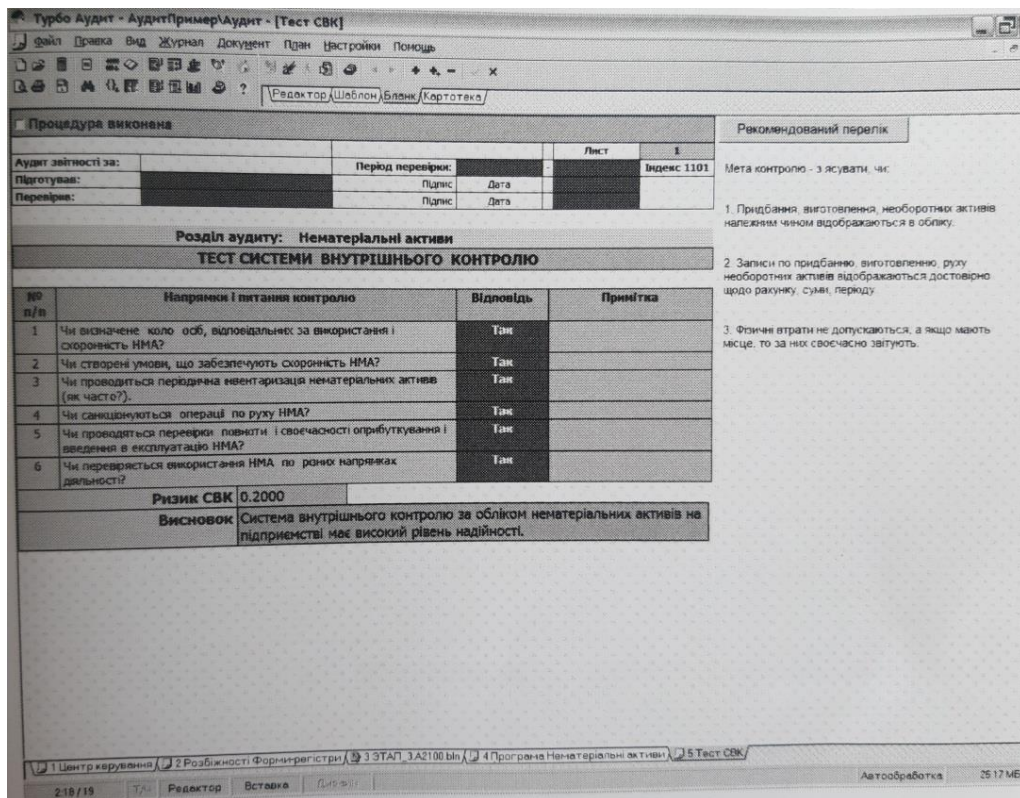 Турбо Аудит - АудитПример\Аудит - [Тест СВК]
Файл Правка Вид Журнал Документ План Настройки Помощь
Редактор Шаблон Бланк Картотека
Процедура виконана
Рекомендований перелік
Лист 1
Аудит звітності за: Період перевірки: - Індекс 1101
Підготував: Підпис Дата
Перевірив: Підпис Дата
Мета контролю - з ясувати, чи:
1. Придбання, виготовлення, необоротних активів
належним чином відображаються в обліку.
2. Записи по придбанню, виготовленню, руху
необоротних активів відображаються достовірно
щодо рахунку, суми, періоду.
3. Фізичні втрати не допускаються, а якщо мають
місце, то за них своєчасно звітують.
Розділ аудиту: Нематеріальні активи
ТЕСТ СИСТЕМИ ВНУТРІШНЬОГО КОНТРОЛЮ
№ п/п Напрямки і питання контролю Відповідь Примітка
1 Чи визначене коло осіб, відповідальних за використання і Так
схоронність НМА?
2 Чи створені умови, що забезпечують схоронність НМА? Так
3 Чи проводиться періодична інвентаризація нематеріальних активів Так
(як часто?).
4 Чи санкціонуються операції по руху НМА? Так
5 Чи проводяться перевірки повноти і своєчасності оприбуткування і Так
введення в експлуатацію НМА?
6 Чи перевіряється використання НМА по різних напрямках Так
діяльності?
Ризик СВК 0.2000
Висновок Система внутрішнього контролю за обліком нематеріальних активів на
підприємстві має високий рівень надійності.
1 Центр керування 2 Розбіжності Форми-регістри 3 ЭТАП_3.А2100.bln 4 Програма Нематеріальні активи 5 Тест СВК
2:18 / 19 Редактор Вставка Автообработка 25.17 МБ